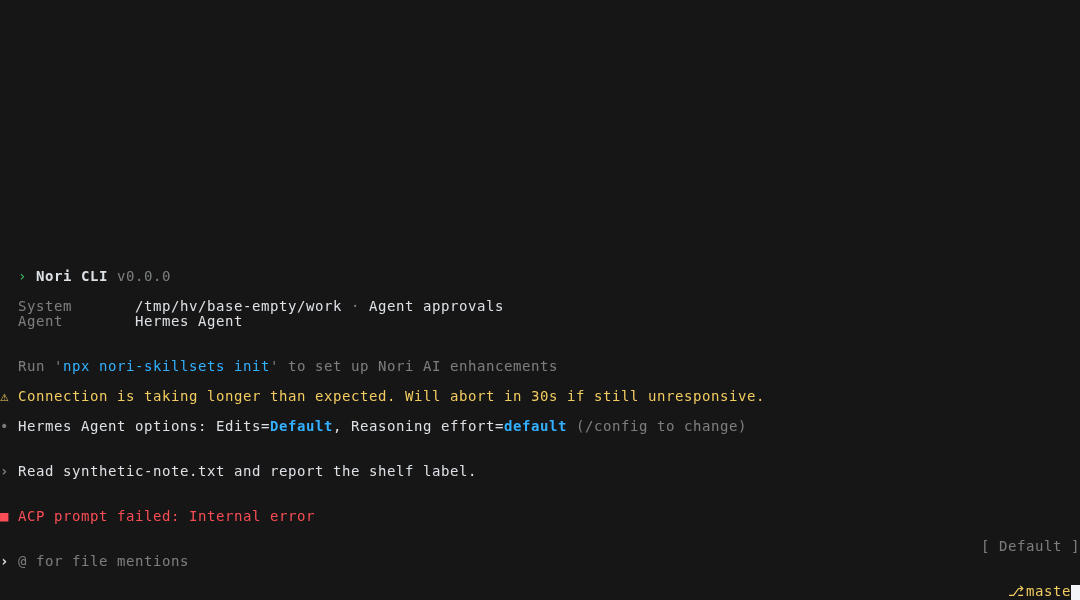 › Nori CLI v0.0.0
System /tmp/hv/base-empty/work · Agent approvals
Agent Hermes Agent
Run 'npx nori-skillsets init' to set up Nori AI enhancements
⚠ Connection is taking longer than expected. Will abort in 30s if still unresponsive.
• Hermes Agent options: Edits=Default, Reasoning effort=default (/config to change)
› Read synthetic-note.txt and report the shelf label.
■ ACP prompt failed: Internal error
[ Default ]
› @ for file mentions
⎇maste